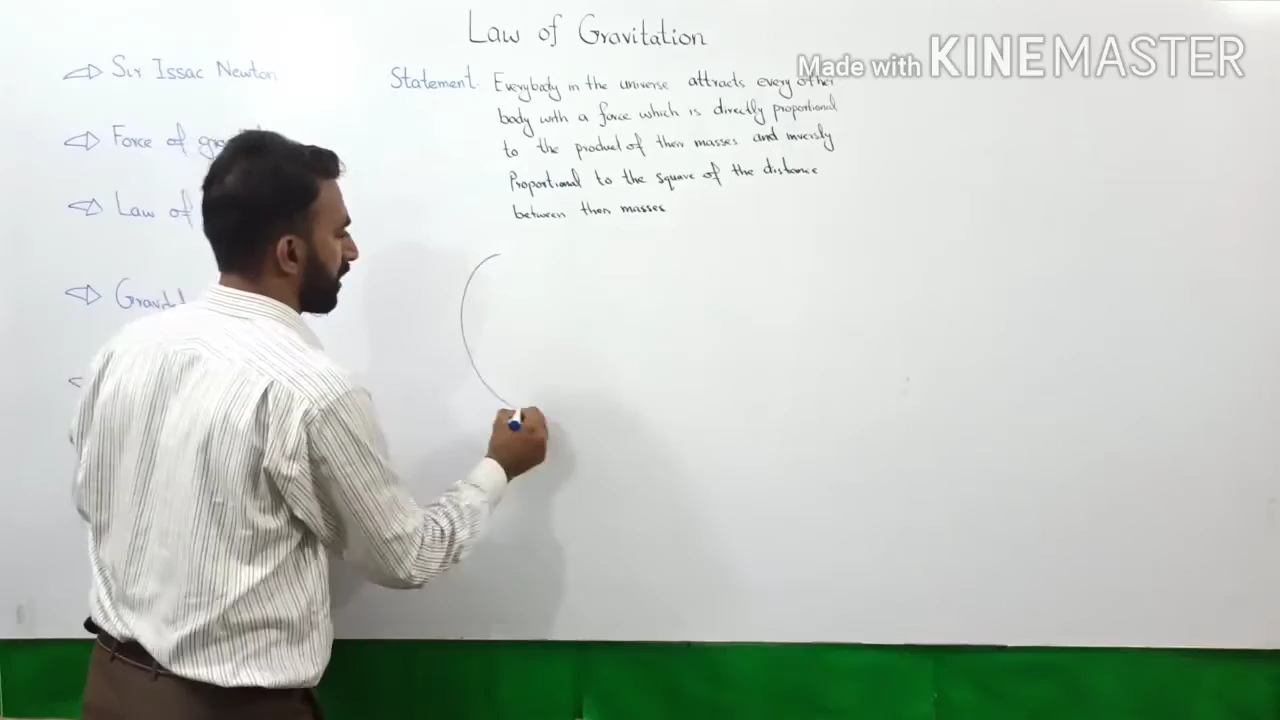 Law of Gravitation
Made with KINEMASTER
Sir Issac Newton
Force of
Law of
Statement: Everybody in the universe attracts every other
body with a force which is directly proportional
to the product of their masses and inversly
Proportional to the square of the distance
between their masses